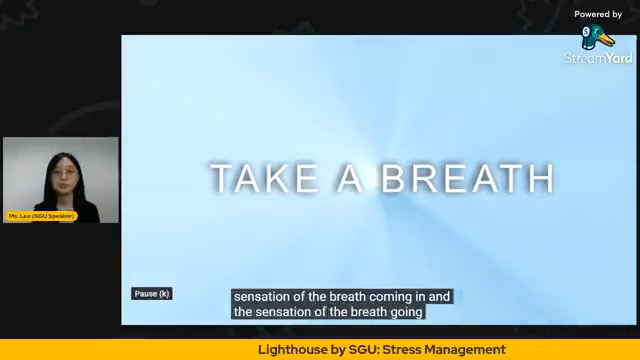 Powered by
StreamYard
TAKE A BREATH
Ms. Leo (SGU Speaker)
Pause (k)
sensation of the breath coming in and
the sensation of the breath going
Lighthouse by SGU: Stress Management